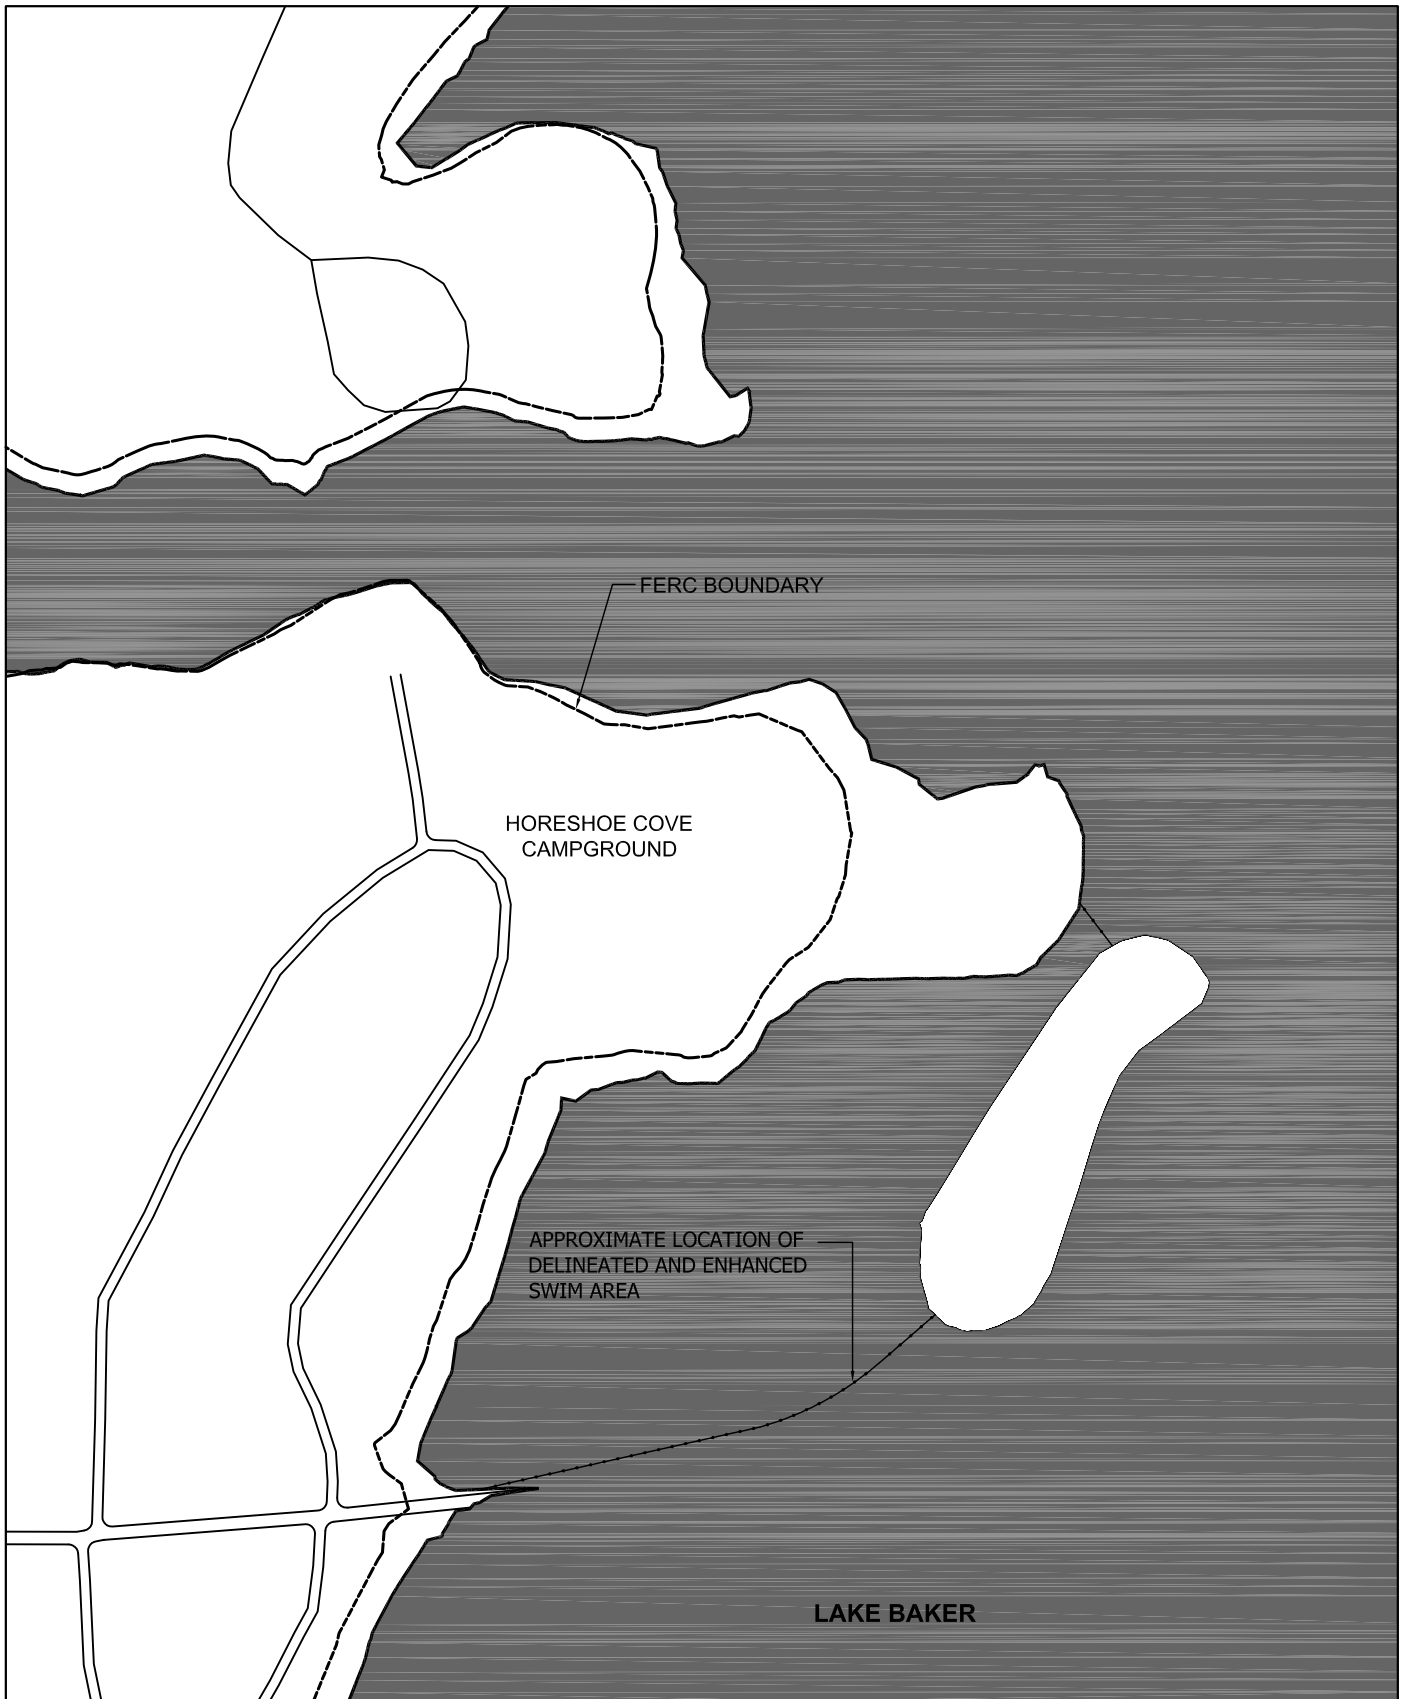 FERC BOUNDARY
HORESHOE COVE
CAMPGROUND
APPROXIMATE LOCATION OF
DELINEATED AND ENHANCED
SWIM AREA
LAKE BAKER